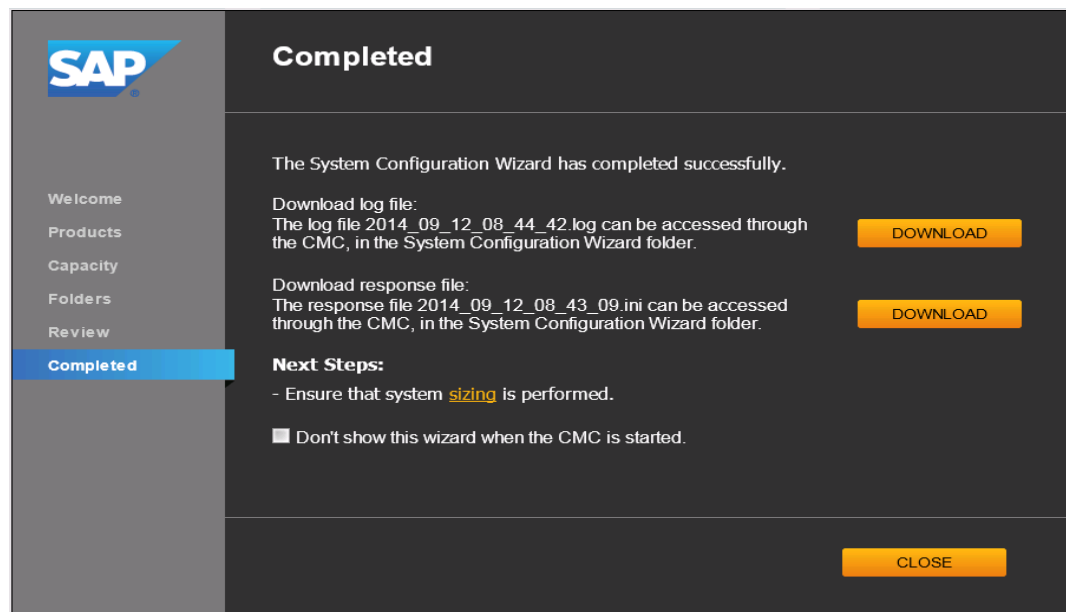 SAP
®
Completed
Welcome
Products
Capacity
Folders
Review
Completed
The System Configuration Wizard has completed successfully.
Download log file:
The log file 2014_09_12_08_44_42.log can be accessed through
the CMC, in the System Configuration Wizard folder.
DOWNLOAD
Download response file:
The response file 2014_09_12_08_43_09.ini can be accessed
through the CMC, in the System Configuration Wizard folder.
DOWNLOAD
Next Steps:
- Ensure that system sizing is performed.
Don't show this wizard when the CMC is started.
CLOSE